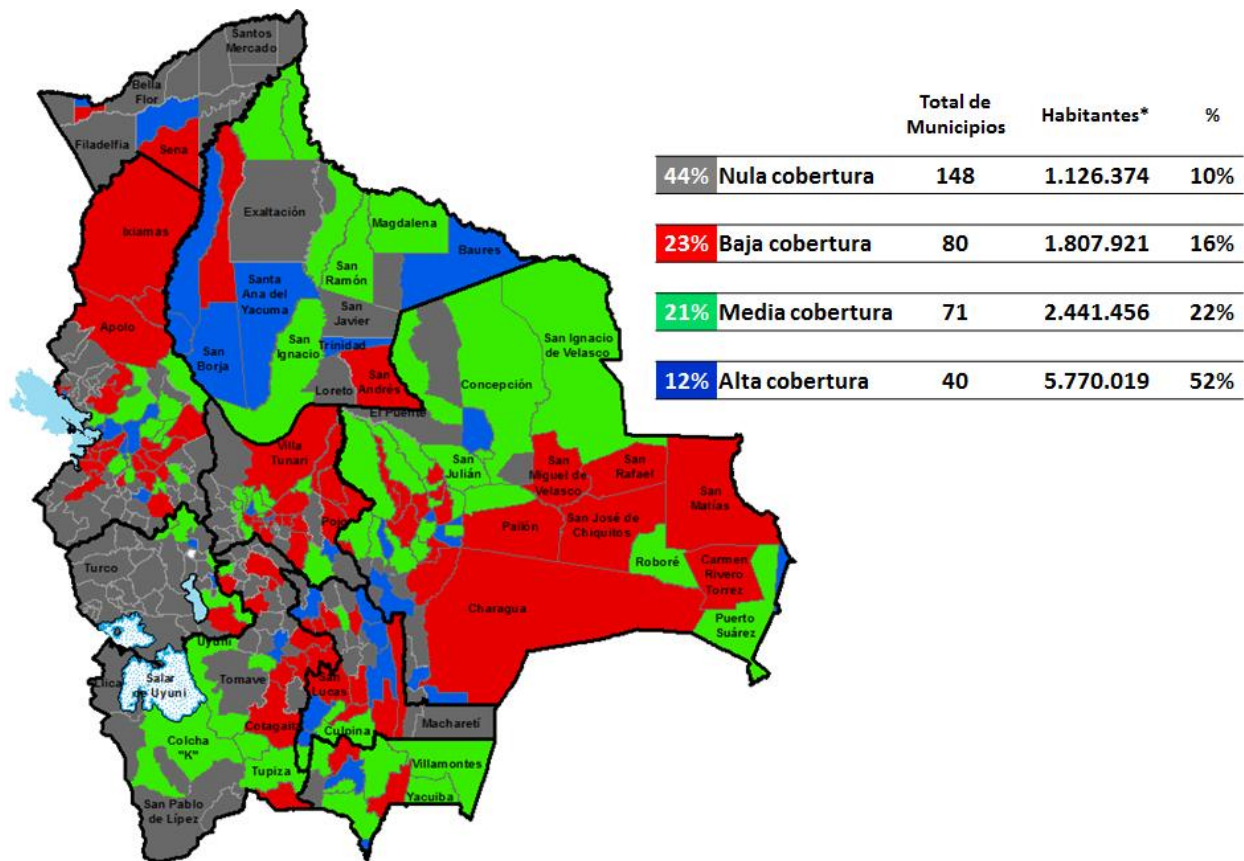 Santos
Mercado
Bella
Flor
Filadelfia
Sena
Ixiamas
Exaltación
Magdalena
Baures
San
Ramón
Santa
Ana del
Yacuma
San
Javier
Apolo
San
Borja
San
Ignacio
Trinidad
San
Andrés
Loreto
San Ignacio
de Velasco
Concepción
El Puente
Villa
Tunari
San
Julián
San
Miguel de
Velasco
San
Rafael
San
Matías
Pojo
Pailón
San José de
Chiquitos
Turco
Roboré
Carmen
Rivero
Torrez
Charagua
Puerto
Suárez
Uyuni
Llica
Salar
de Uyuni
Tomave
San
Lucas
Cotagaita
Culpina
Macharetí
Colcha
"K"
Tupiza
Villamontes
Yacuiba
San Pablo
de Lípez
Total de
Municipios
Habitantes*
%
44% Nula cobertura 148 1.126.374 10%
23% Baja cobertura 80 1.807.921 16%
21% Media cobertura 71 2.441.456 22%
12% Alta cobertura 40 5.770.019 52%